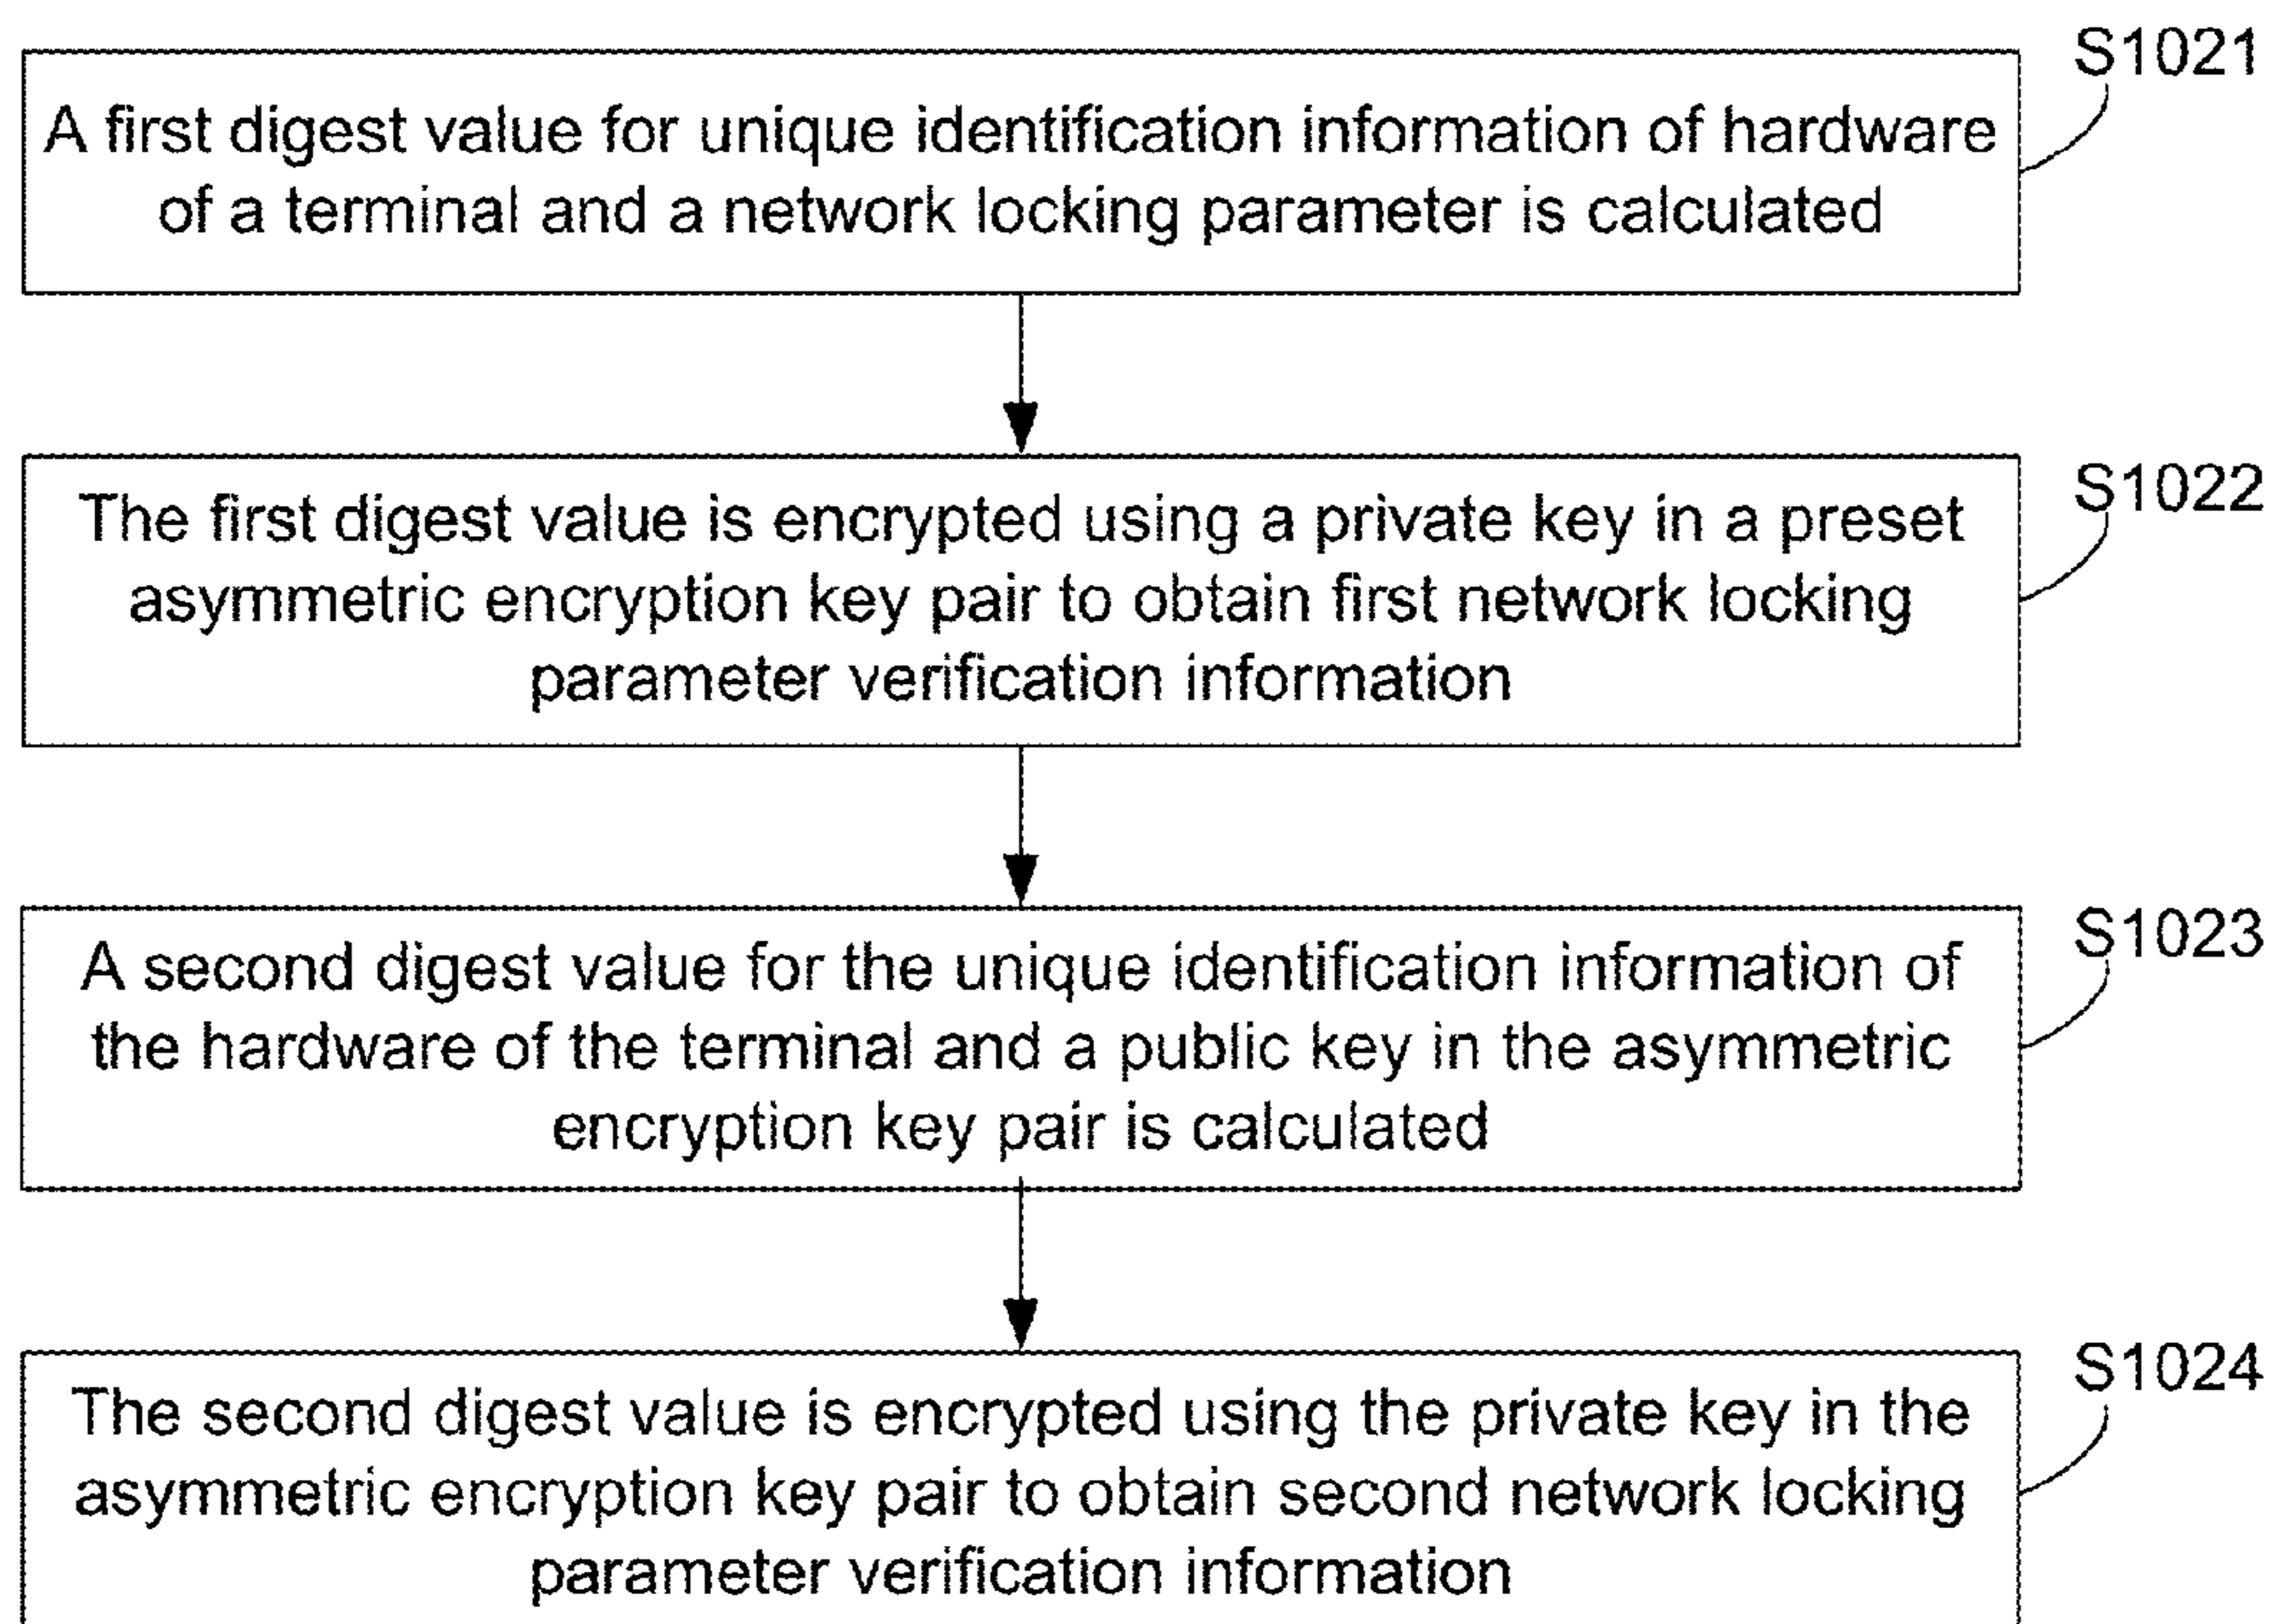 S1021
A first digest value for unique identification information of hardware
of a terminal and a network locking parameter is calculated
S1022
The first digest value is encrypted using a private key in a preset
asymmetric encryption key pair to obtain first network locking
parameter verification information
S1023
A second digest value for the unique identification information of
the hardware of the terminal and a public key in the asymmetric
encryption key pair is calculated
S1024
The second digest value is encrypted using the private key in the
asymmetric encryption key pair to obtain second network locking
parameter verification information